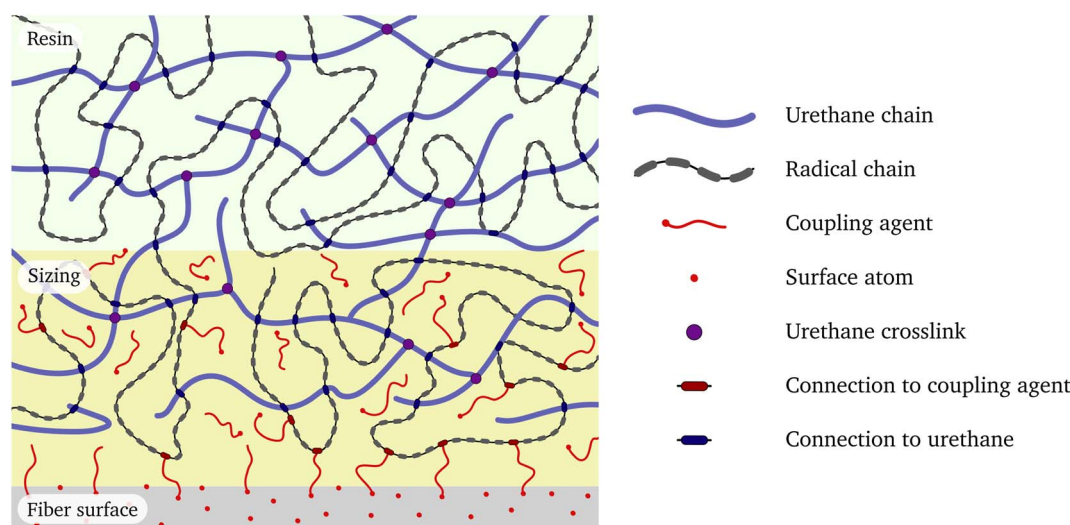 Resin
Sizing
Fiber surface
Urethane chain
Radical chain
Coupling agent
Surface atom
Urethane crosslink
Connection to coupling agent
Connection to urethane